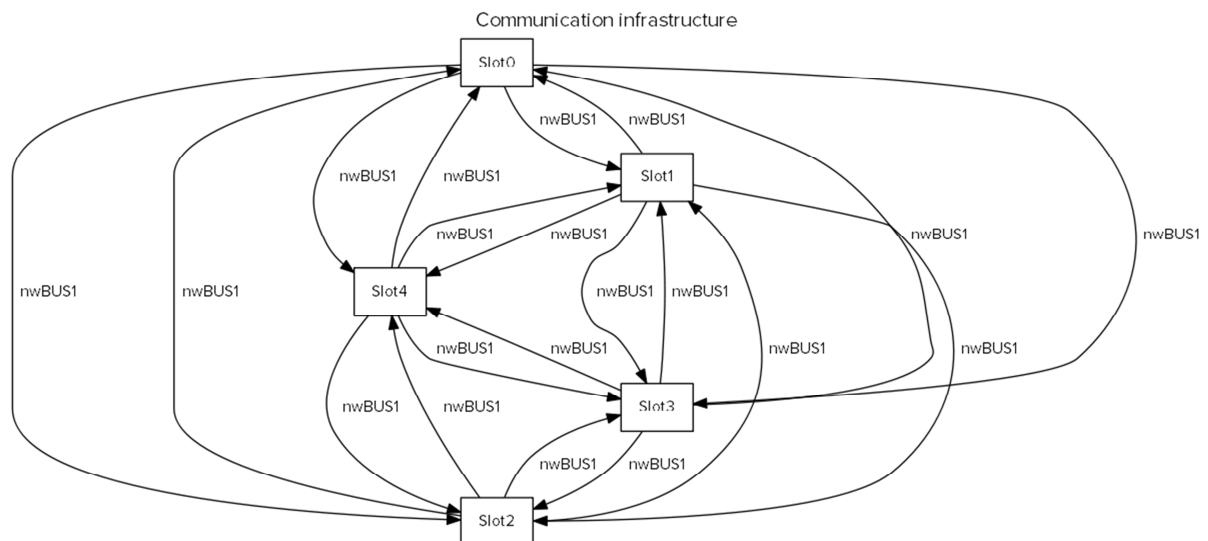 Communication infrastructure
Slot0
nwBUS1 nwBUS1
nwBUS1 nwBUS1 Slot1
nwBUS1 nwBUS1 nwBUS1 nwBUS1
nwBUS1 nwBUS1 Slot4 nwBUS1 nwBUS1
nwBUS1 nwBUS1 nwBUS1 nwBUS1
nwBUS1 nwBUS1 Slot3
nwBUS1 nwBUS1
Slot2